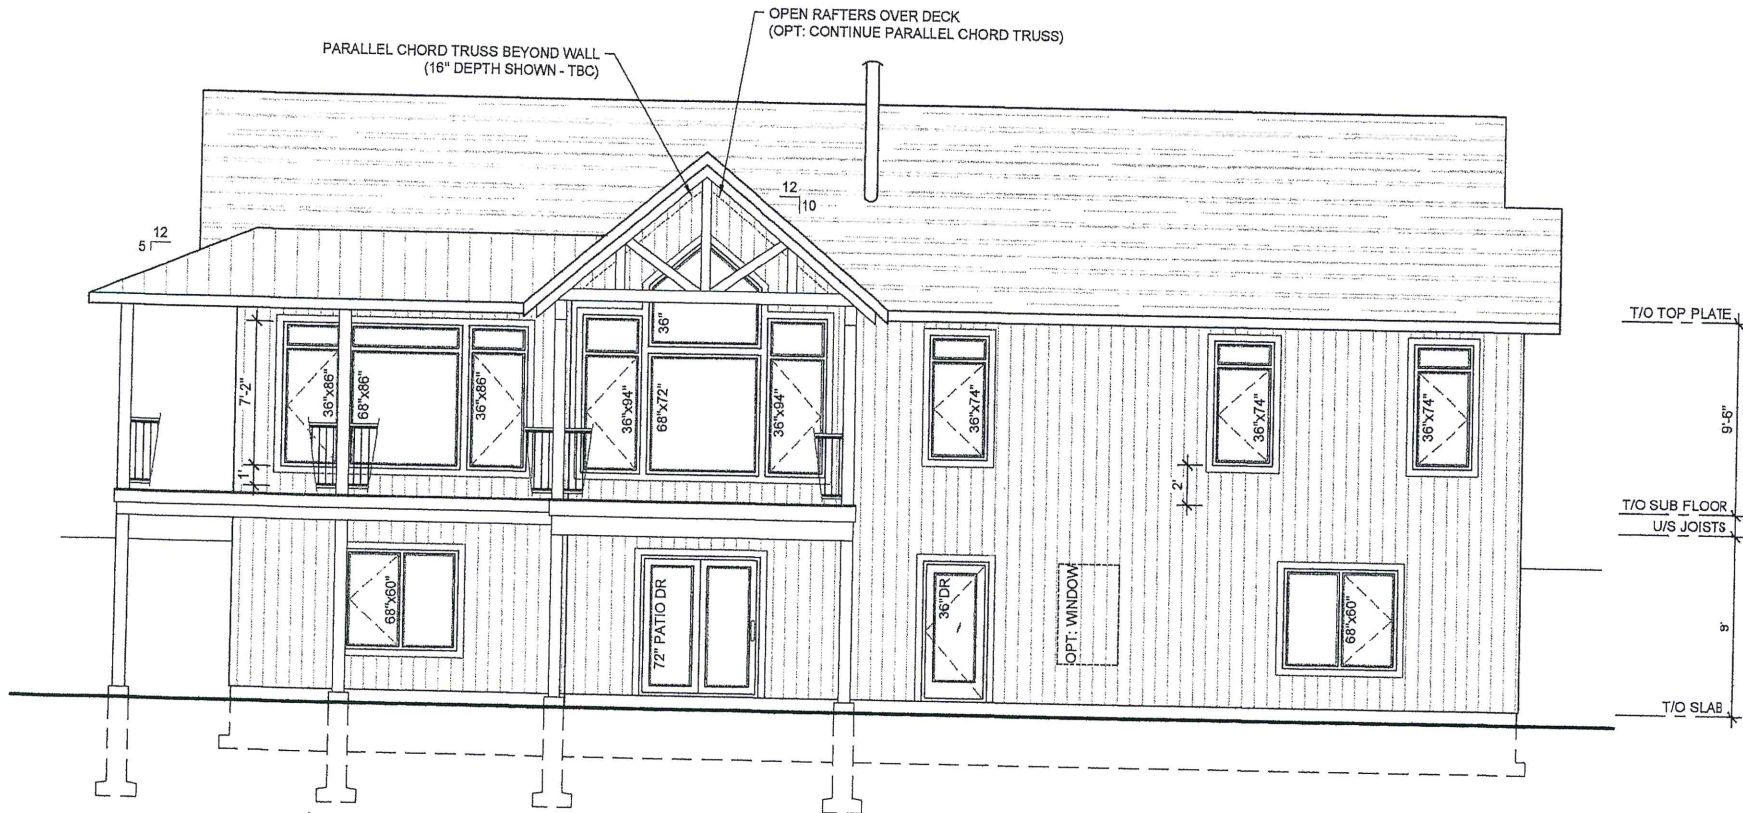 OPEN RAFTERS OVER DECK
(OPT: CONTINUE PARALLEL CHORD TRUSS)
PARALLEL CHORD TRUSS BEYOND WALL
(16" DEPTH SHOWN - TBC)
12
10
12
5
T/O TOP PLATE
7'-2"
36"x86"
68"x86"
36"x86"
36"x94"
36"
68"x72"
36"x94"
36"x74"
36"x74"
36"x74"
9'-6"
1'
2'
T/O SUB FLOOR
U/S JOISTS
68"x60"
72" PATIO DR
36"DR
OPT: WINDOW
68"x60"
9'
T/O SLAB